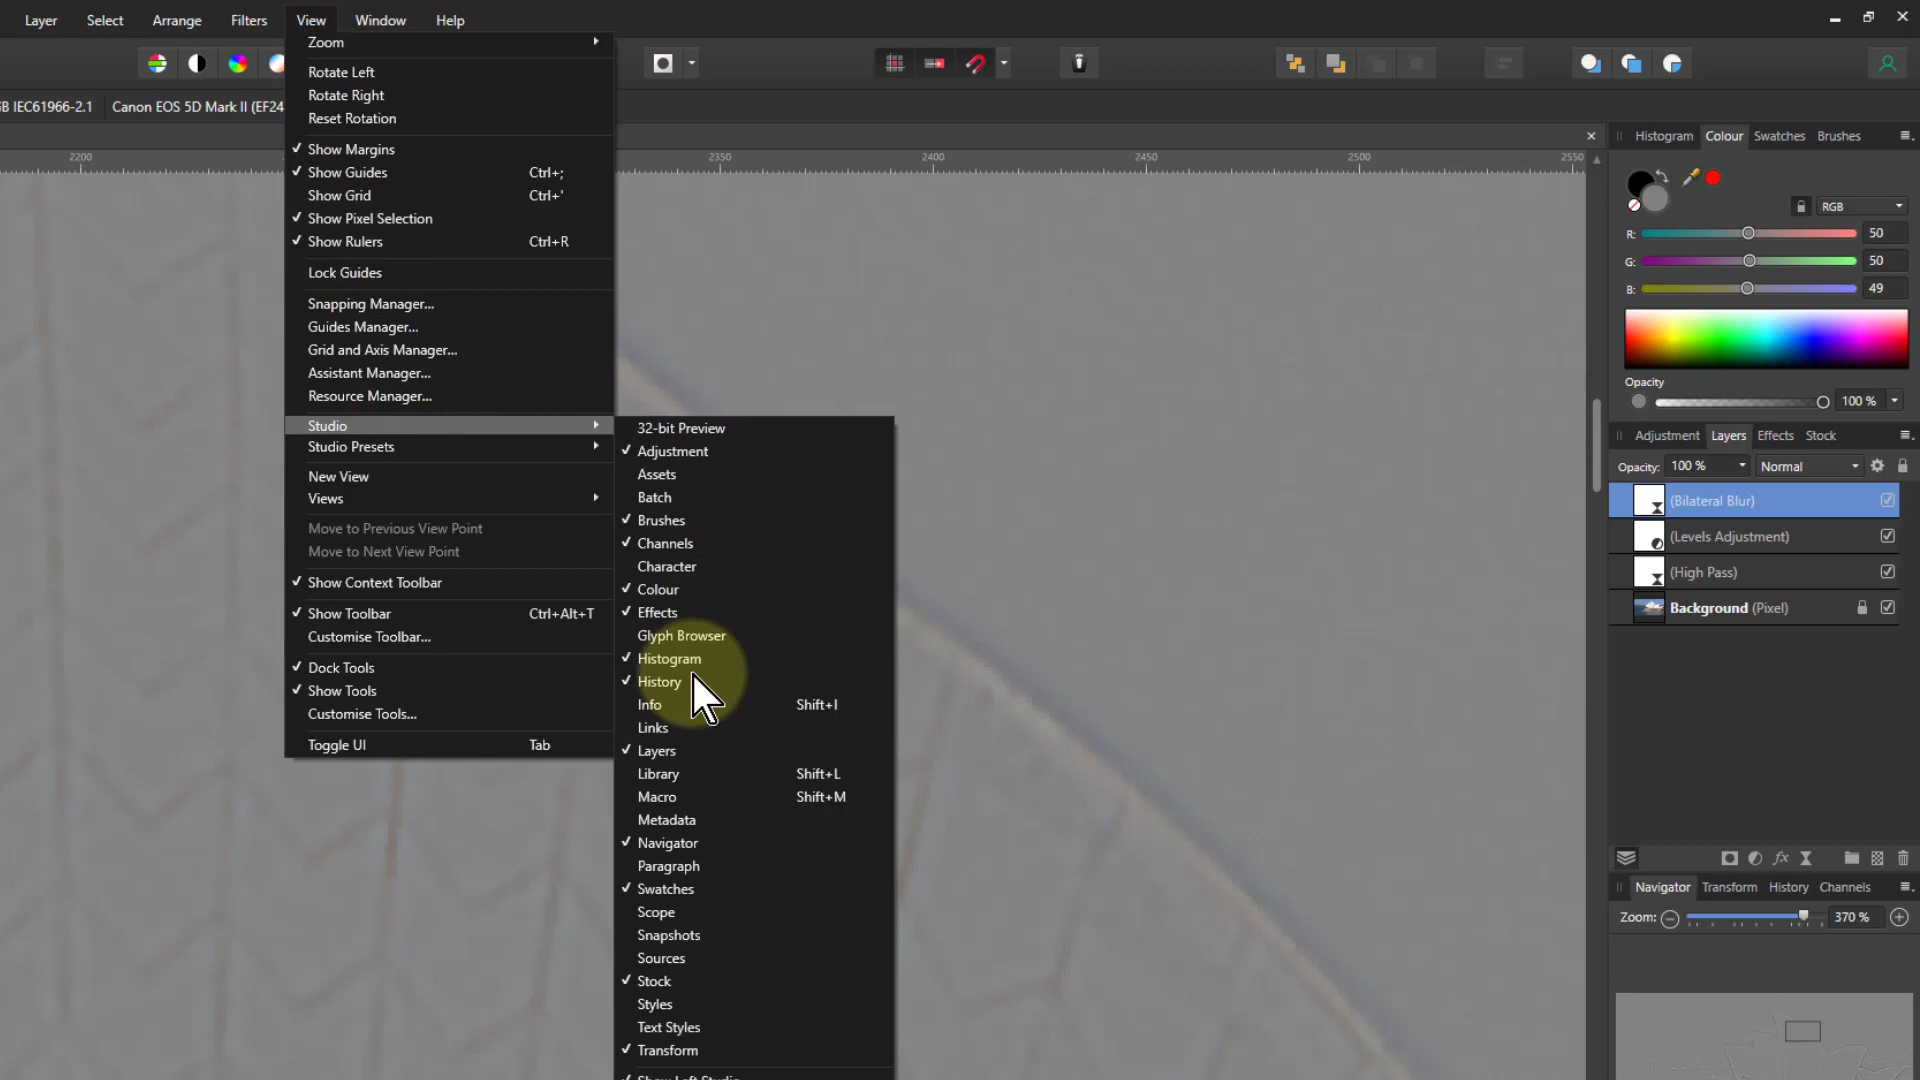 Layer Select Arrange Filters View Window Help
B IEC61966-2.1 Canon EOS 5D Mark II (EF24
2200 2350 2400 2450 2500 2550
Zoom
Rotate Left
Rotate Right
Reset Rotation
✓ Show Margins
✓ Show Guides Ctrl+;
Show Grid Ctrl+'
✓ Show Pixel Selection
✓ Show Rulers Ctrl+R
Lock Guides
Snapping Manager...
Guides Manager...
Grid and Axis Manager...
Assistant Manager...
Resource Manager...
Studio
Studio Presets
New View
Views
Move to Previous View Point
Move to Next View Point
✓ Show Context Toolbar
✓ Show Toolbar Ctrl+Alt+T
Customise Toolbar...
✓ Dock Tools
✓ Show Tools
Customise Tools...
Toggle UI Tab
32-bit Preview
✓ Adjustment
Assets
Batch
✓ Brushes
✓ Channels
Character
✓ Colour
✓ Effects
Glyph Browser
✓ Histogram
✓ History
Info Shift+I
Links
✓ Layers
Library Shift+L
Macro Shift+M
Metadata
✓ Navigator
Paragraph
✓ Swatches
Scope
Snapshots
Sources
✓ Stock
Styles
Text Styles
✓ Transform
✓ Show Left Studio
Histogram Colour Swatches Brushes
RGB
R: 50
G: 50
B: 49
Opacity
100 %
Adjustment Layers Effects Stock
Opacity: 100 % Normal
(Bilateral Blur)
(Levels Adjustment)
(High Pass)
Background (Pixel)
fx
Navigator Transform History Channels
Zoom: 370 %